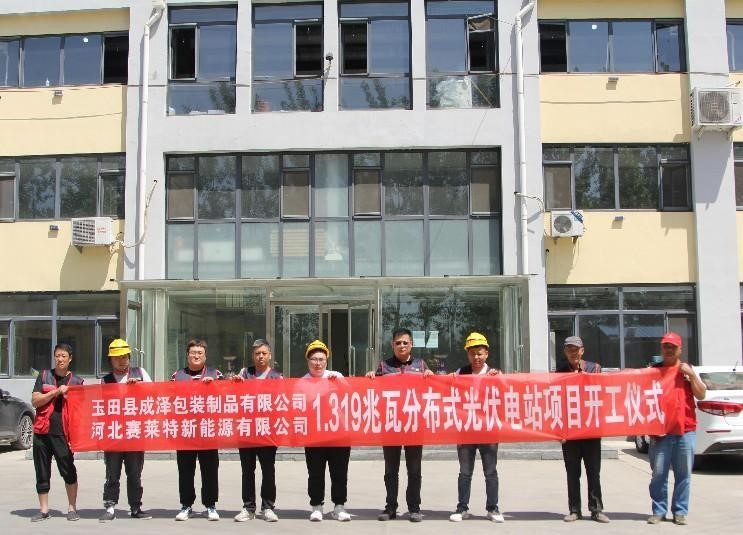 玉田县成泽包装制品有限公司
河北赛莱特新能源有限公司
1.319兆瓦分布式光伏电站项目开工仪式